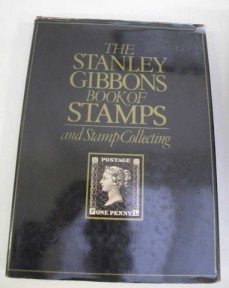 THE
STANLEY
GIBBONS
BOOK OF
STAMPS
and Stamp Collecting
POSTAGE
ONE PENNY